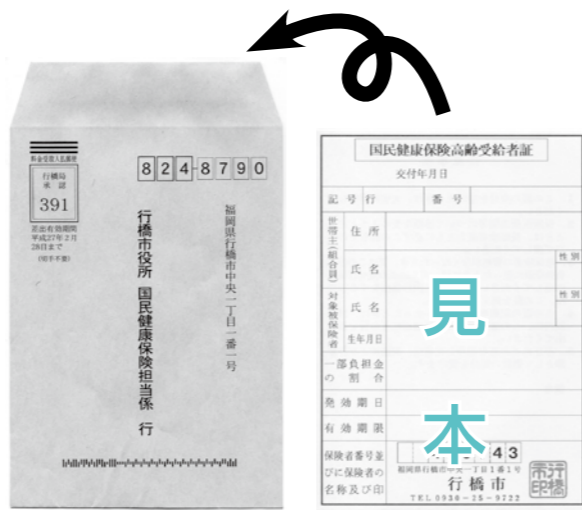 料金受取人払郵便
行橋局
承認
391
差出有効期間
平成27年2月
28日まで
(切手不要)
824-8790
福岡県行橋市中央一丁目一番一号
行橋市役所 国民健康保険担当係 行
国民健康保険高齢受給者証
交付年月日
記号 行 番号
世帯主(組合員)
住所
氏名
性別
対象被保険者
氏名
性別
生年月日
一部負担金
の割合
発効期日
有効期限
保険者番号並
びに保険者の
名称及び印
43
福岡県行橋市中央一丁目1番1号
行橋市
TEL0930-25-9722
行橋市印
見本